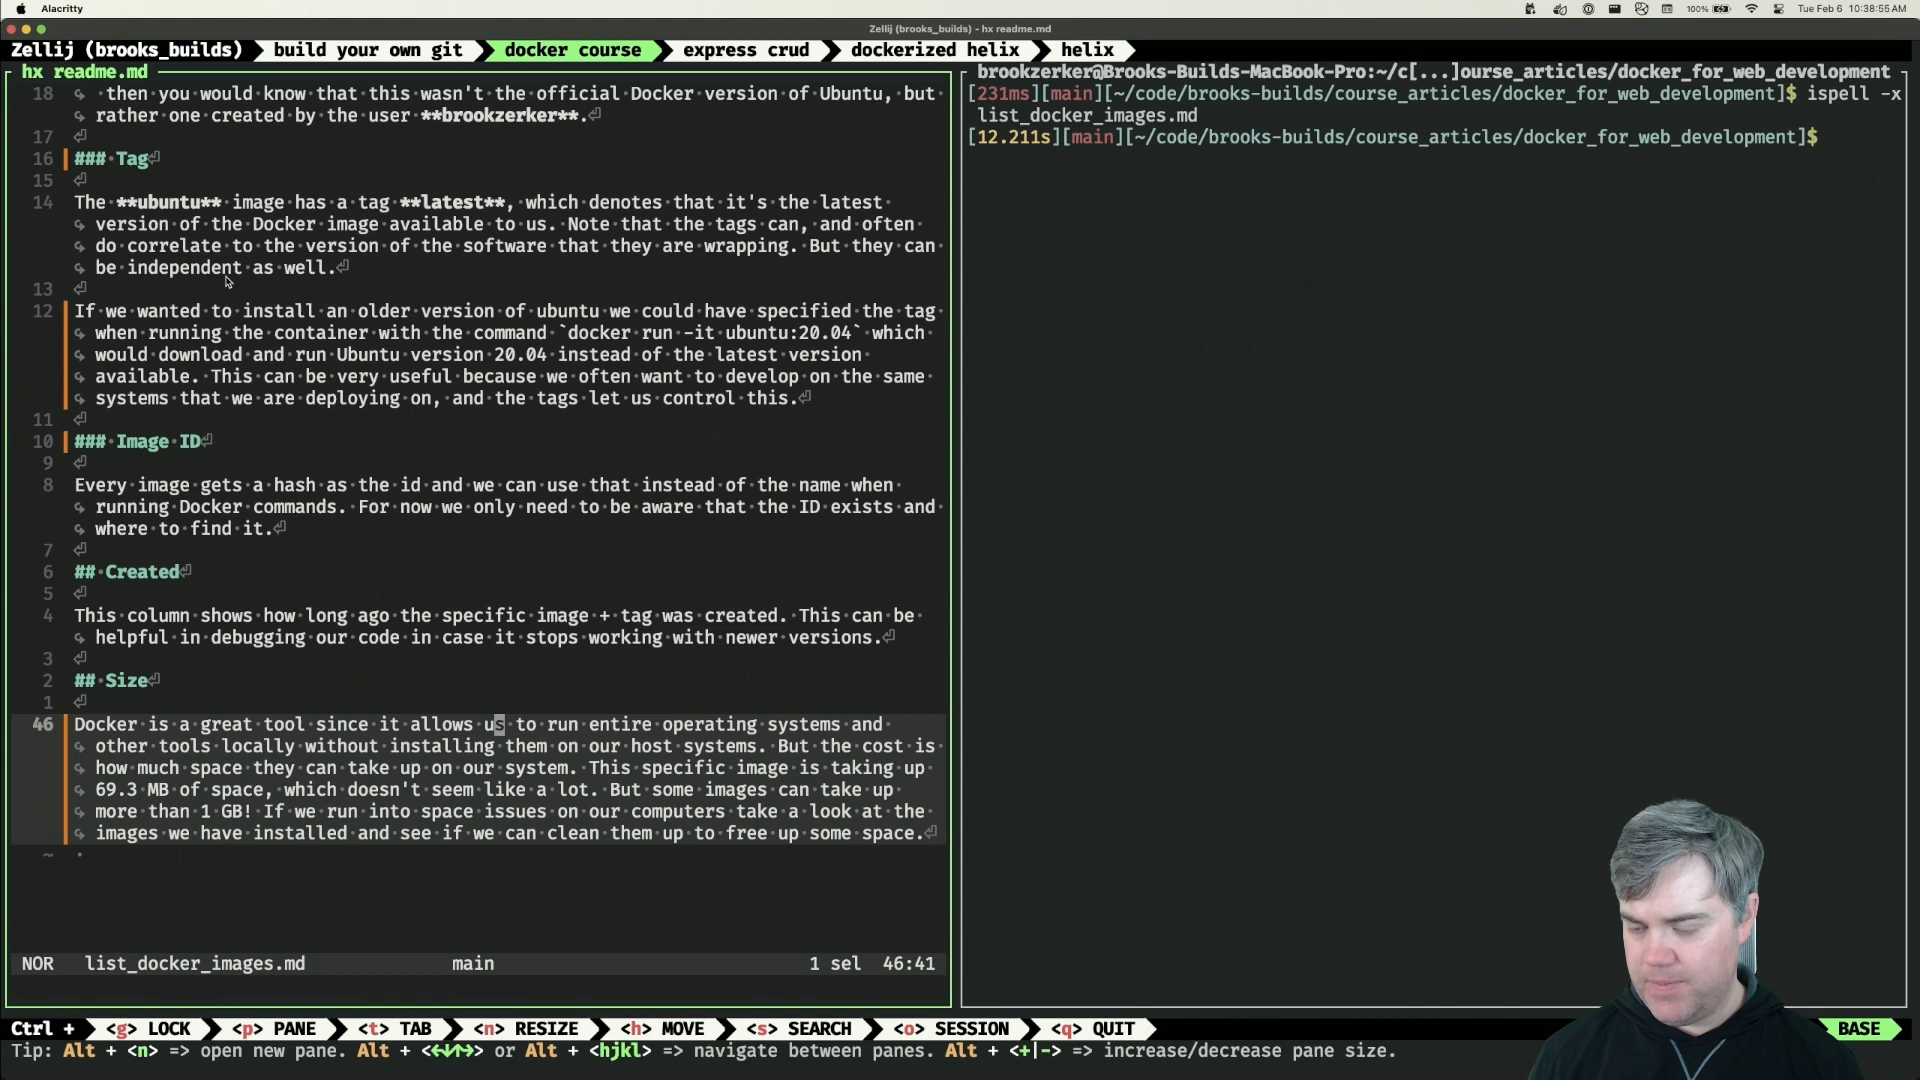 Alacritty
100%
Tue Feb 6 10:38:55 AM
Zellij (brooks_builds) - hx readme.md
Zellij (brooks_builds) build your own git docker course express crud dockerized helix helix
hx readme.md
18 then you would know that this wasn't the official Docker version of Ubuntu, but
rather one created by the user **brookzerker**.
17
16 ### Tag
15
14 The **ubuntu** image has a tag **latest**, which denotes that it's the latest
version of the Docker image available to us. Note that the tags can, and often
do correlate to the version of the software that they are wrapping. But they can
be independent as well.
13
12 If we wanted to install an older version of ubuntu we could have specified the tag
when running the container with the command `docker run -it ubuntu:20.04` which
would download and run Ubuntu version 20.04 instead of the latest version
available. This can be very useful because we often want to develop on the same
systems that we are deploying on, and the tags let us control this.
11
10 ### Image ID
9
8 Every image gets a hash as the id and we can use that instead of the name when
running Docker commands. For now we only need to be aware that the ID exists and
where to find it.
7
6 ## Created
5
4 This column shows how long ago the specific image + tag was created. This can be
helpful in debugging our code in case it stops working with newer versions.
3
2 ## Size
1
46 Docker is a great tool since it allows us to run entire operating systems and
other tools locally without installing them on our host systems. But the cost is
how much space they can take up on our system. This specific image is taking up
69.3 MB of space, which doesn't seem like a lot. But some images can take up
more than 1 GB! If we run into space issues on our computers take a look at the
images we have installed and see if we can clean them up to free up some space.
~
NOR list_docker_images.md main 1 sel 46:41
brookzerker@Brooks-Builds-MacBook-Pro:~/c[...]ourse_articles/docker_for_web_development
[231ms][main][~/code/brooks-builds/course_articles/docker_for_web_development]$ ispell -x
list_docker_images.md
[12.211s][main][~/code/brooks-builds/course_articles/docker_for_web_development]$
Ctrl + <g> LOCK <p> PANE <t> TAB <n> RESIZE <h> MOVE <s> SEARCH <o> SESSION <q> QUIT BASE
Tip: Alt + <n> => open new pane. Alt + <←↓↑→> or Alt + <hjkl> => navigate between panes. Alt + <+|-> => increase/decrease pane size.